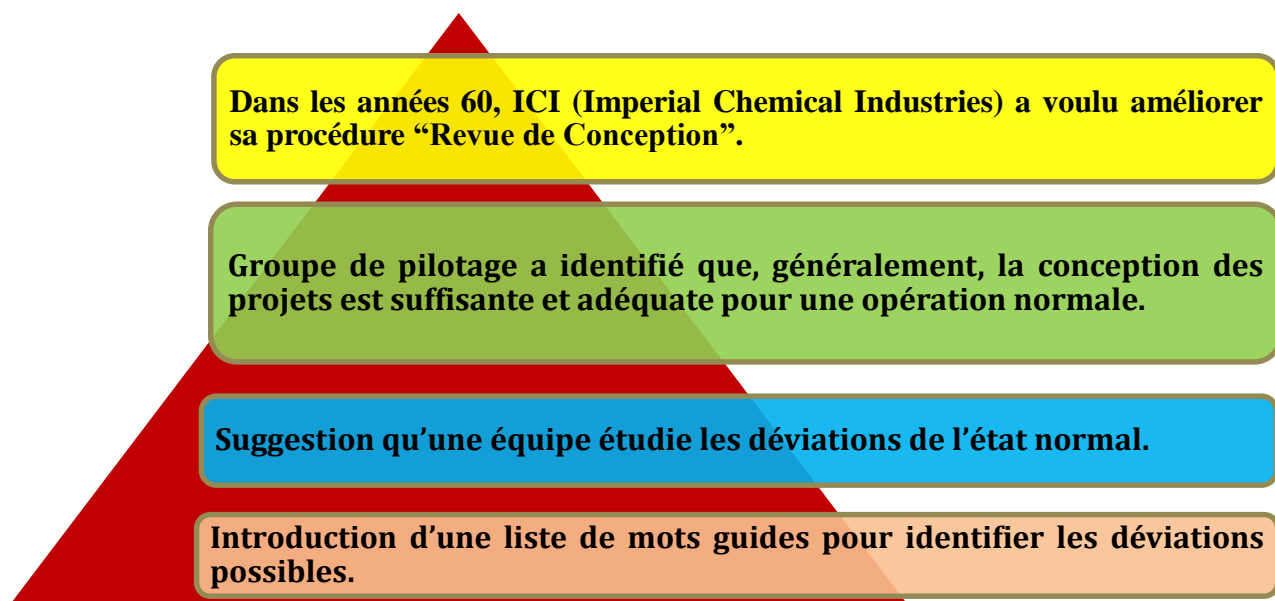 Dans les années 60, ICI (Imperial Chemical Industries) a voulu améliorer
sa procédure “Revue de Conception”.
Groupe de pilotage a identifié que, généralement, la conception des
projets est suffisante et adéquate pour une opération normale.
Suggestion qu’une équipe étudie les déviations de l’état normal.
Introduction d’une liste de mots guides pour identifier les déviations
possibles.